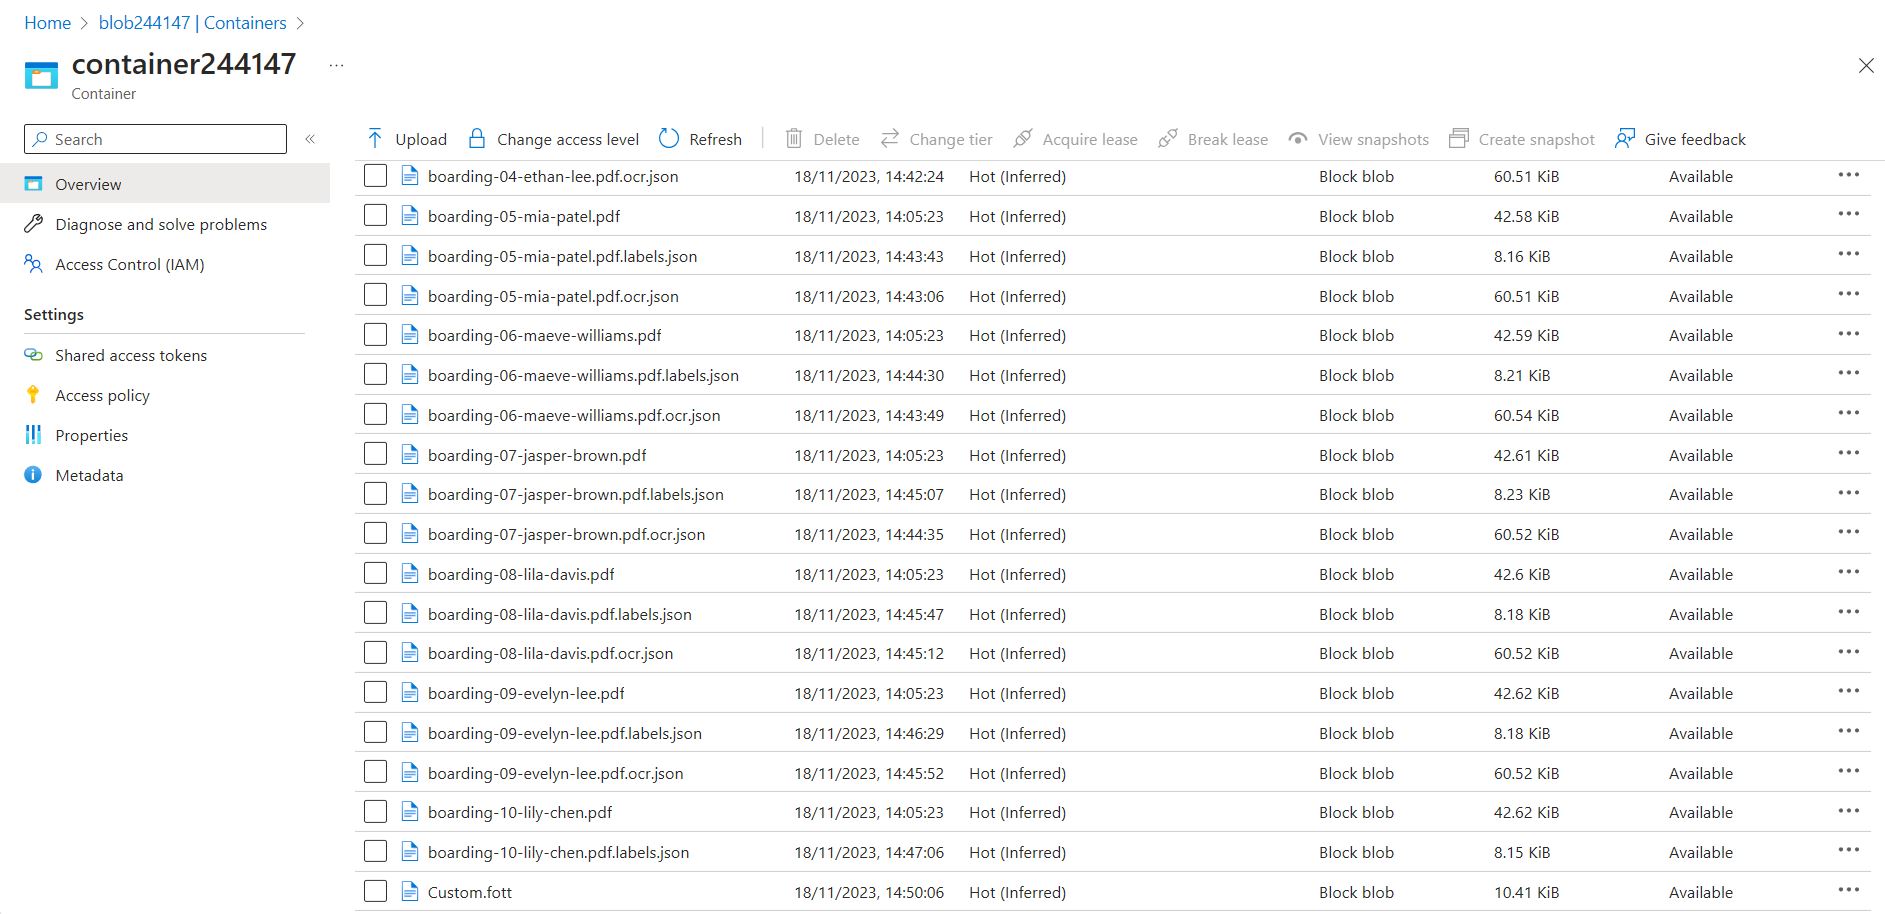 Home > blob244147 | Containers >
container244147 ...
Container
Search «
Overview
Diagnose and solve problems
Access Control (IAM)
Settings
Shared access tokens
Access policy
Properties
Metadata
Upload Change access level Refresh Delete Change tier Acquire lease Break lease View snapshots Create snapshot Give feedback
boarding-04-ethan-lee.pdf.ocr.json 18/11/2023, 14:42:24 Hot (Inferred) Block blob 60.51 KiB Available
boarding-05-mia-patel.pdf 18/11/2023, 14:05:23 Hot (Inferred) Block blob 42.58 KiB Available
boarding-05-mia-patel.pdf.labels.json 18/11/2023, 14:43:43 Hot (Inferred) Block blob 8.16 KiB Available
boarding-05-mia-patel.pdf.ocr.json 18/11/2023, 14:43:06 Hot (Inferred) Block blob 60.51 KiB Available
boarding-06-maeve-williams.pdf 18/11/2023, 14:05:23 Hot (Inferred) Block blob 42.59 KiB Available
boarding-06-maeve-williams.pdf.labels.json 18/11/2023, 14:44:30 Hot (Inferred) Block blob 8.21 KiB Available
boarding-06-maeve-williams.pdf.ocr.json 18/11/2023, 14:43:49 Hot (Inferred) Block blob 60.54 KiB Available
boarding-07-jasper-brown.pdf 18/11/2023, 14:05:23 Hot (Inferred) Block blob 42.61 KiB Available
boarding-07-jasper-brown.pdf.labels.json 18/11/2023, 14:45:07 Hot (Inferred) Block blob 8.23 KiB Available
boarding-07-jasper-brown.pdf.ocr.json 18/11/2023, 14:44:35 Hot (Inferred) Block blob 60.52 KiB Available
boarding-08-lila-davis.pdf 18/11/2023, 14:05:23 Hot (Inferred) Block blob 42.6 KiB Available
boarding-08-lila-davis.pdf.labels.json 18/11/2023, 14:45:47 Hot (Inferred) Block blob 8.18 KiB Available
boarding-08-lila-davis.pdf.ocr.json 18/11/2023, 14:45:12 Hot (Inferred) Block blob 60.52 KiB Available
boarding-09-evelyn-lee.pdf 18/11/2023, 14:05:23 Hot (Inferred) Block blob 42.62 KiB Available
boarding-09-evelyn-lee.pdf.labels.json 18/11/2023, 14:46:29 Hot (Inferred) Block blob 8.18 KiB Available
boarding-09-evelyn-lee.pdf.ocr.json 18/11/2023, 14:45:52 Hot (Inferred) Block blob 60.52 KiB Available
boarding-10-lily-chen.pdf 18/11/2023, 14:05:23 Hot (Inferred) Block blob 42.62 KiB Available
boarding-10-lily-chen.pdf.labels.json 18/11/2023, 14:47:06 Hot (Inferred) Block blob 8.15 KiB Available
Custom.fott 18/11/2023, 14:50:06 Hot (Inferred) Block blob 10.41 KiB Available